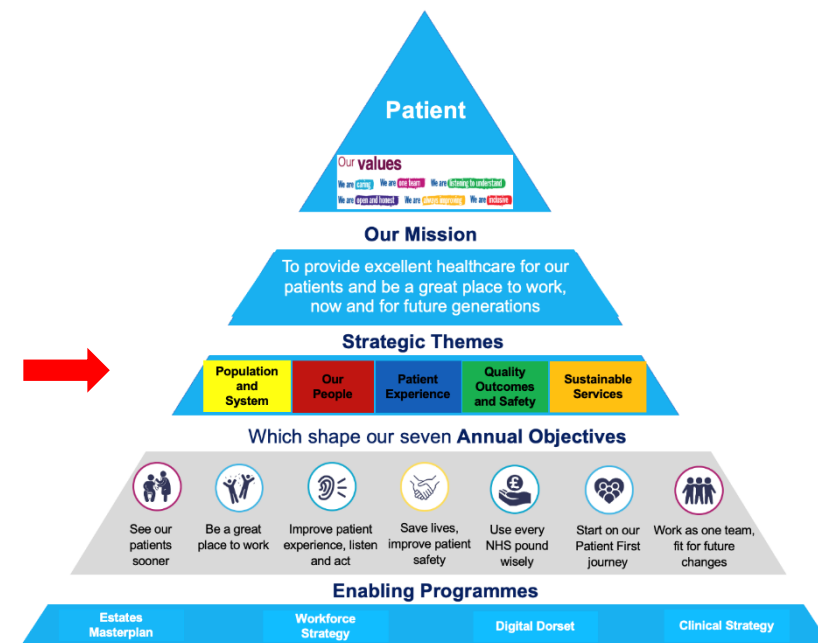 Patient
Our values
We are caring We are one team We are listening to understand
We are open and honest We are always improving We are inclusive
Our Mission
To provide excellent healthcare for our
patients and be a great place to work,
now and for future generations
Strategic Themes
Population
and
System
Our
People
Patient
Experience
Quality
Outcomes
and Safety
Sustainable
Services
Which shape our seven Annual Objectives
See our
patients
sooner
Be a great
place to work
Improve patient
experience, listen
and act
Save lives,
improve patient
safety
£
Use every
NHS pound
wisely
Start on our
Patient First
journey
Work as one team,
fit for future
changes
Enabling Programmes
Estates
Masterplan
Workforce
Strategy
Digital Dorset
Clinical Strategy